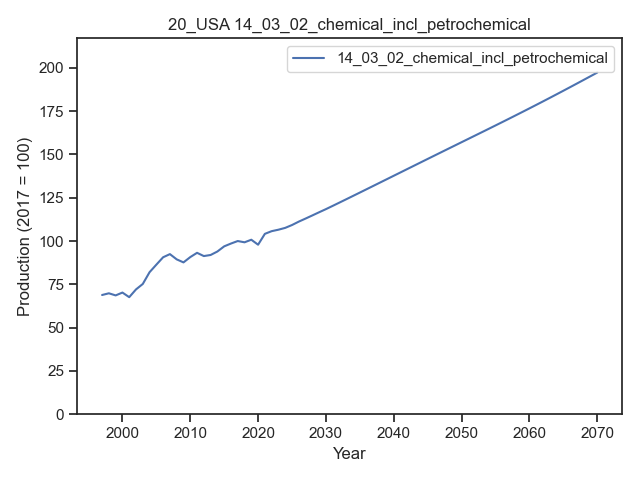 20_USA 14_03_02_chemical_incl_petrochemical
14_03_02_chemical_incl_petrochemical
Production (2017 = 100)
200
175
150
125
100
75
50
25
0
2000 2010 2020 2030 2040 2050 2060 2070
Year